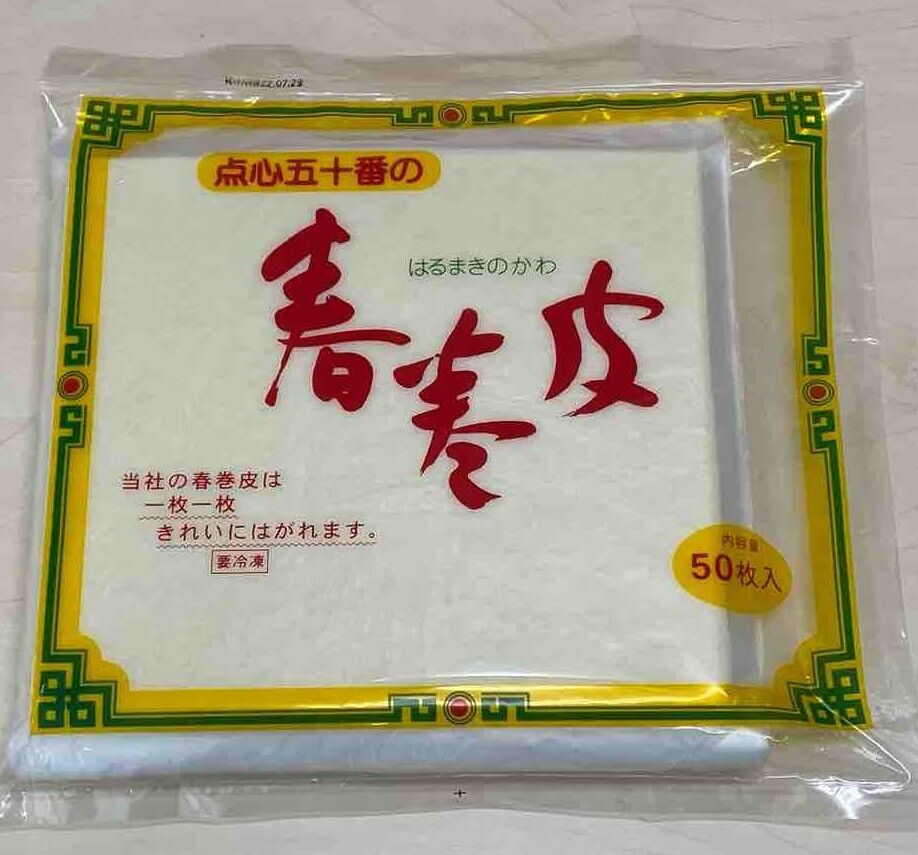 点心五十番の
はるまきのかわ
春巻皮
当社の春巻皮は
一枚一枚
きれいにはがれます。
要冷凍
内容量
50枚入